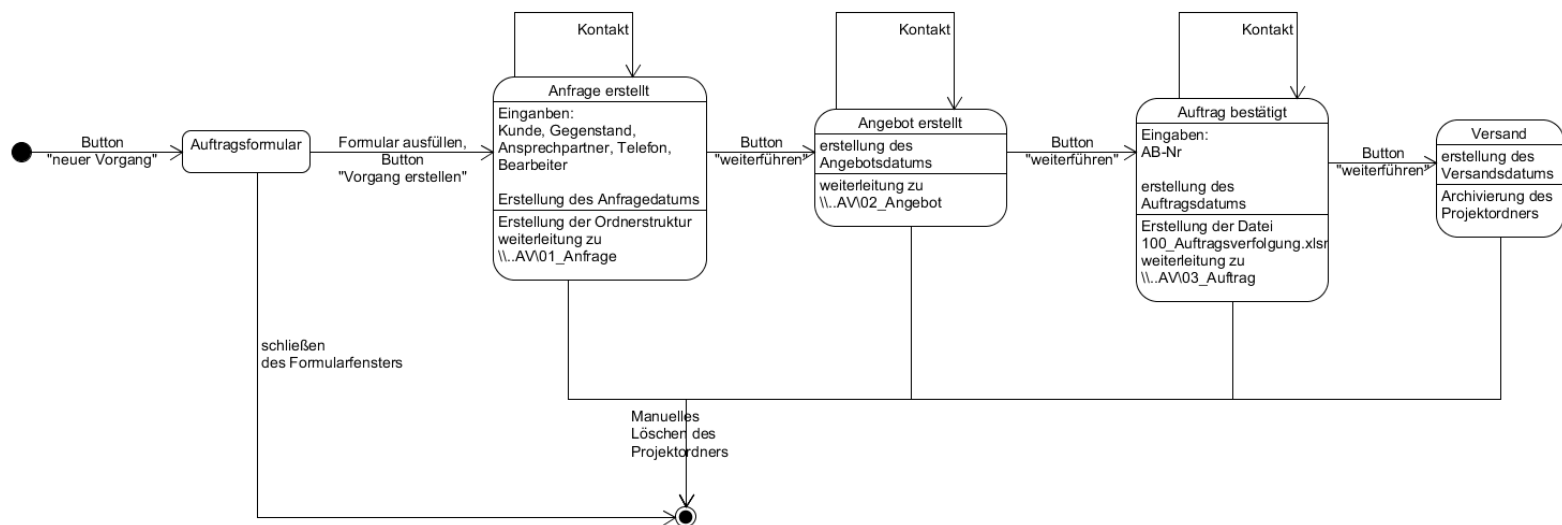 Kontakt
Kontakt
Kontakt
Button
"neuer Vorgang"
Auftragsformular
Formular ausfüllen,
Button
"Vorgang erstellen"
Anfrage erstellt
Einganben:
Kunde, Gegenstand,
Ansprechpartner, Telefon,
Bearbeiter
Erstellung des Anfragedatums
Erstellung der Ordnerstruktur
weiterleitung zu
\\..AV\01_Anfrage
Button
"weiterführen"
Angebot erstellt
erstellung des
Angebotsdatums
weiterleitung zu
\\..AV\02_Angebot
Button
"weiterführen"
Auftrag bestätigt
Eingaben:
AB-Nr
erstellung des
Auftragsdatums
Erstellung der Datei
100_Auftragsverfolgung.xlsm
weiterleitung zu
\\..AV\03_Auftrag
Button
"weiterführen"
Versand
erstellung des
Versandsdatums
Archivierung des
Projektordners
schließen
des Formularfensters
Manuelles
Löschen des
Projektordners